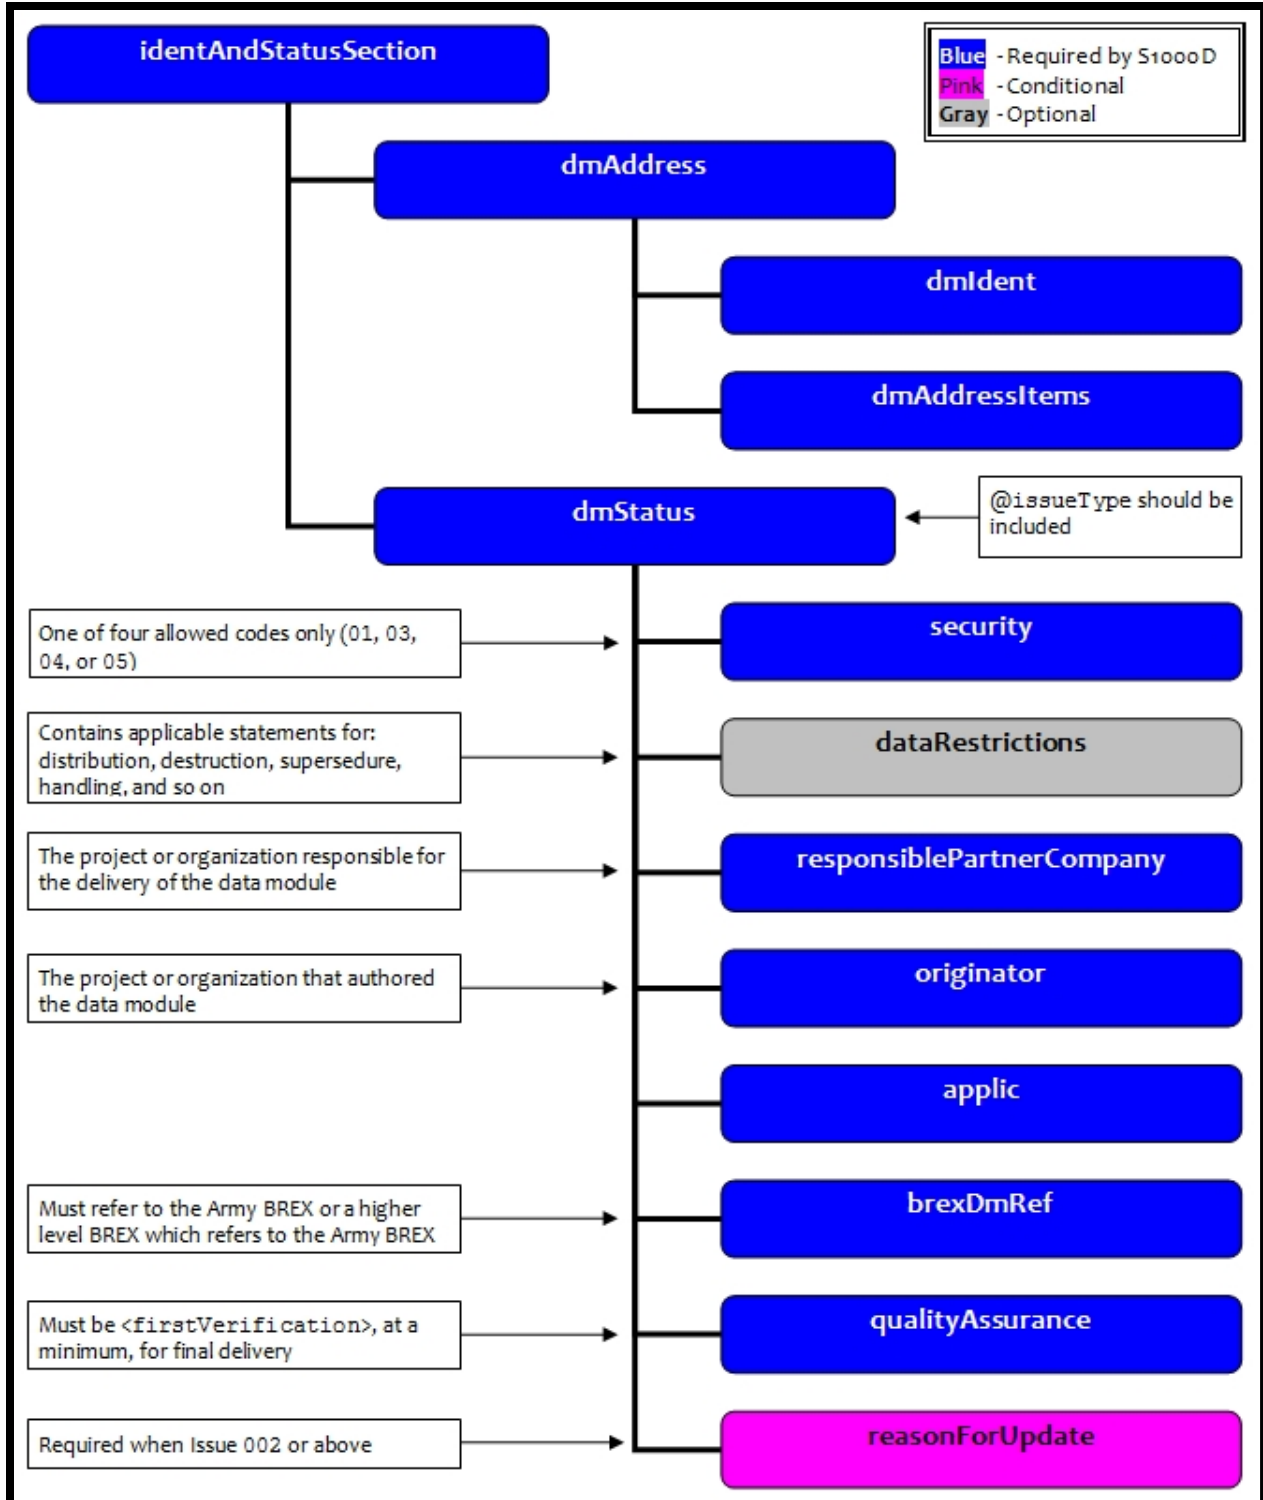 identAndStatusSection
Blue - Required by S1000D
Pink - Conditional
Gray - Optional
dmAddress
dmIdent
dmAddressItems
dmStatus
@issueType should be
included
One of four allowed codes only (01, 03,
04, or 05)
security
Contains applicable statements for:
distribution, destruction, supersedure,
handling, and so on
dataRestrictions
The project or organization responsible for
the delivery of the data module
responsiblePartnerCompany
The project or organization that authored
the data module
originator
applic
Must refer to the Army BREX or a higher
level BREX which refers to the Army BREX
brexDmRef
Must be <firstVerification>, at a
minimum, for final delivery
qualityAssurance
Required when Issue 002 or above
reasonForUpdate